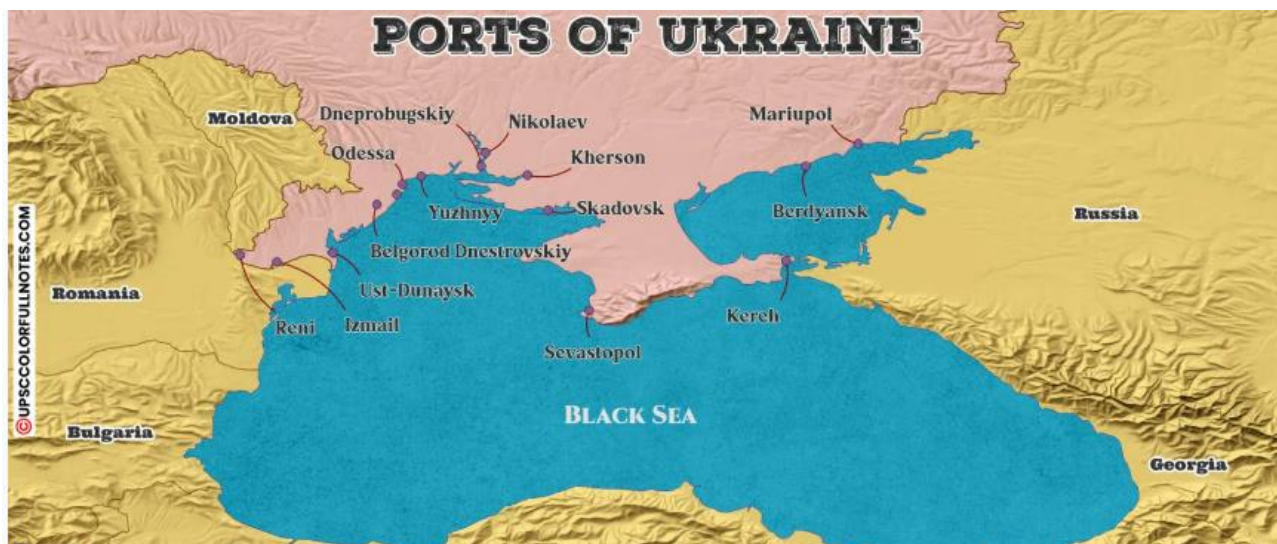 PORTS OF UKRAINE
Moldova
Dneprobugskiy
Nikolaev
Mariupol
Odessa
Kherson
Yuzhnyy
Skadovsk
Berdyansk
Russia
Belgorod Dnestrovskiy
Romania
Ust-Dunaysk
Reni
Izmail
Kerch
Sevastopol
BLACK SEA
Bulgaria
Georgia
©UPSCCOLORFULLNOTES.COM